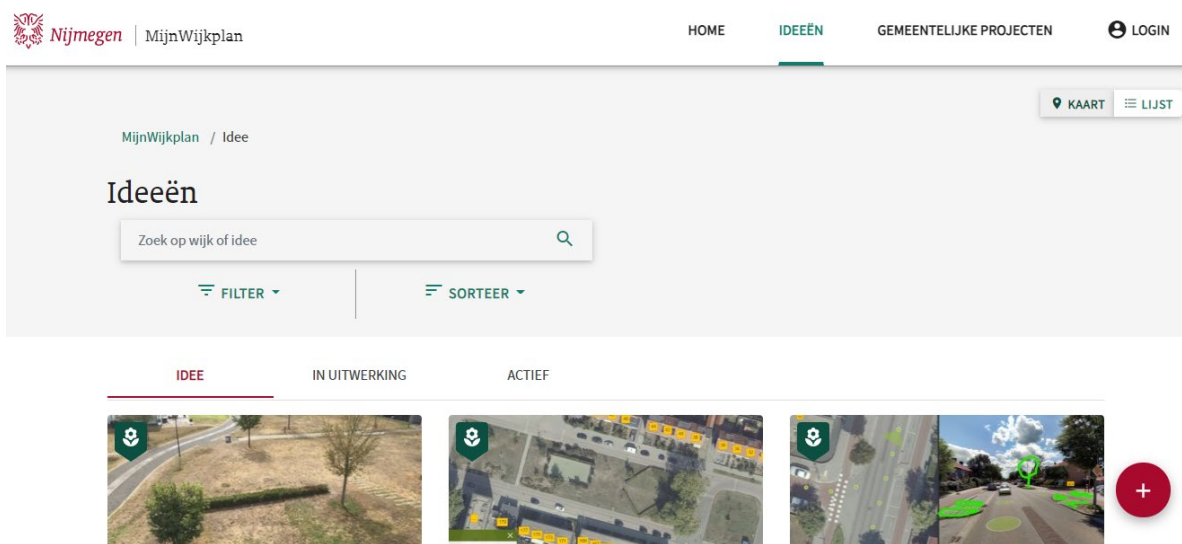 Nijmegen | MijnWijkplan
HOME
IDEEËN
GEMEENTELIJKE PROJECTEN
LOGIN
KAART
LIJST
MijnWijkplan / Idee
Ideeën
Zoek op wijk of idee
FILTER
SORTEER
IDEE
IN UITWERKING
ACTIEF